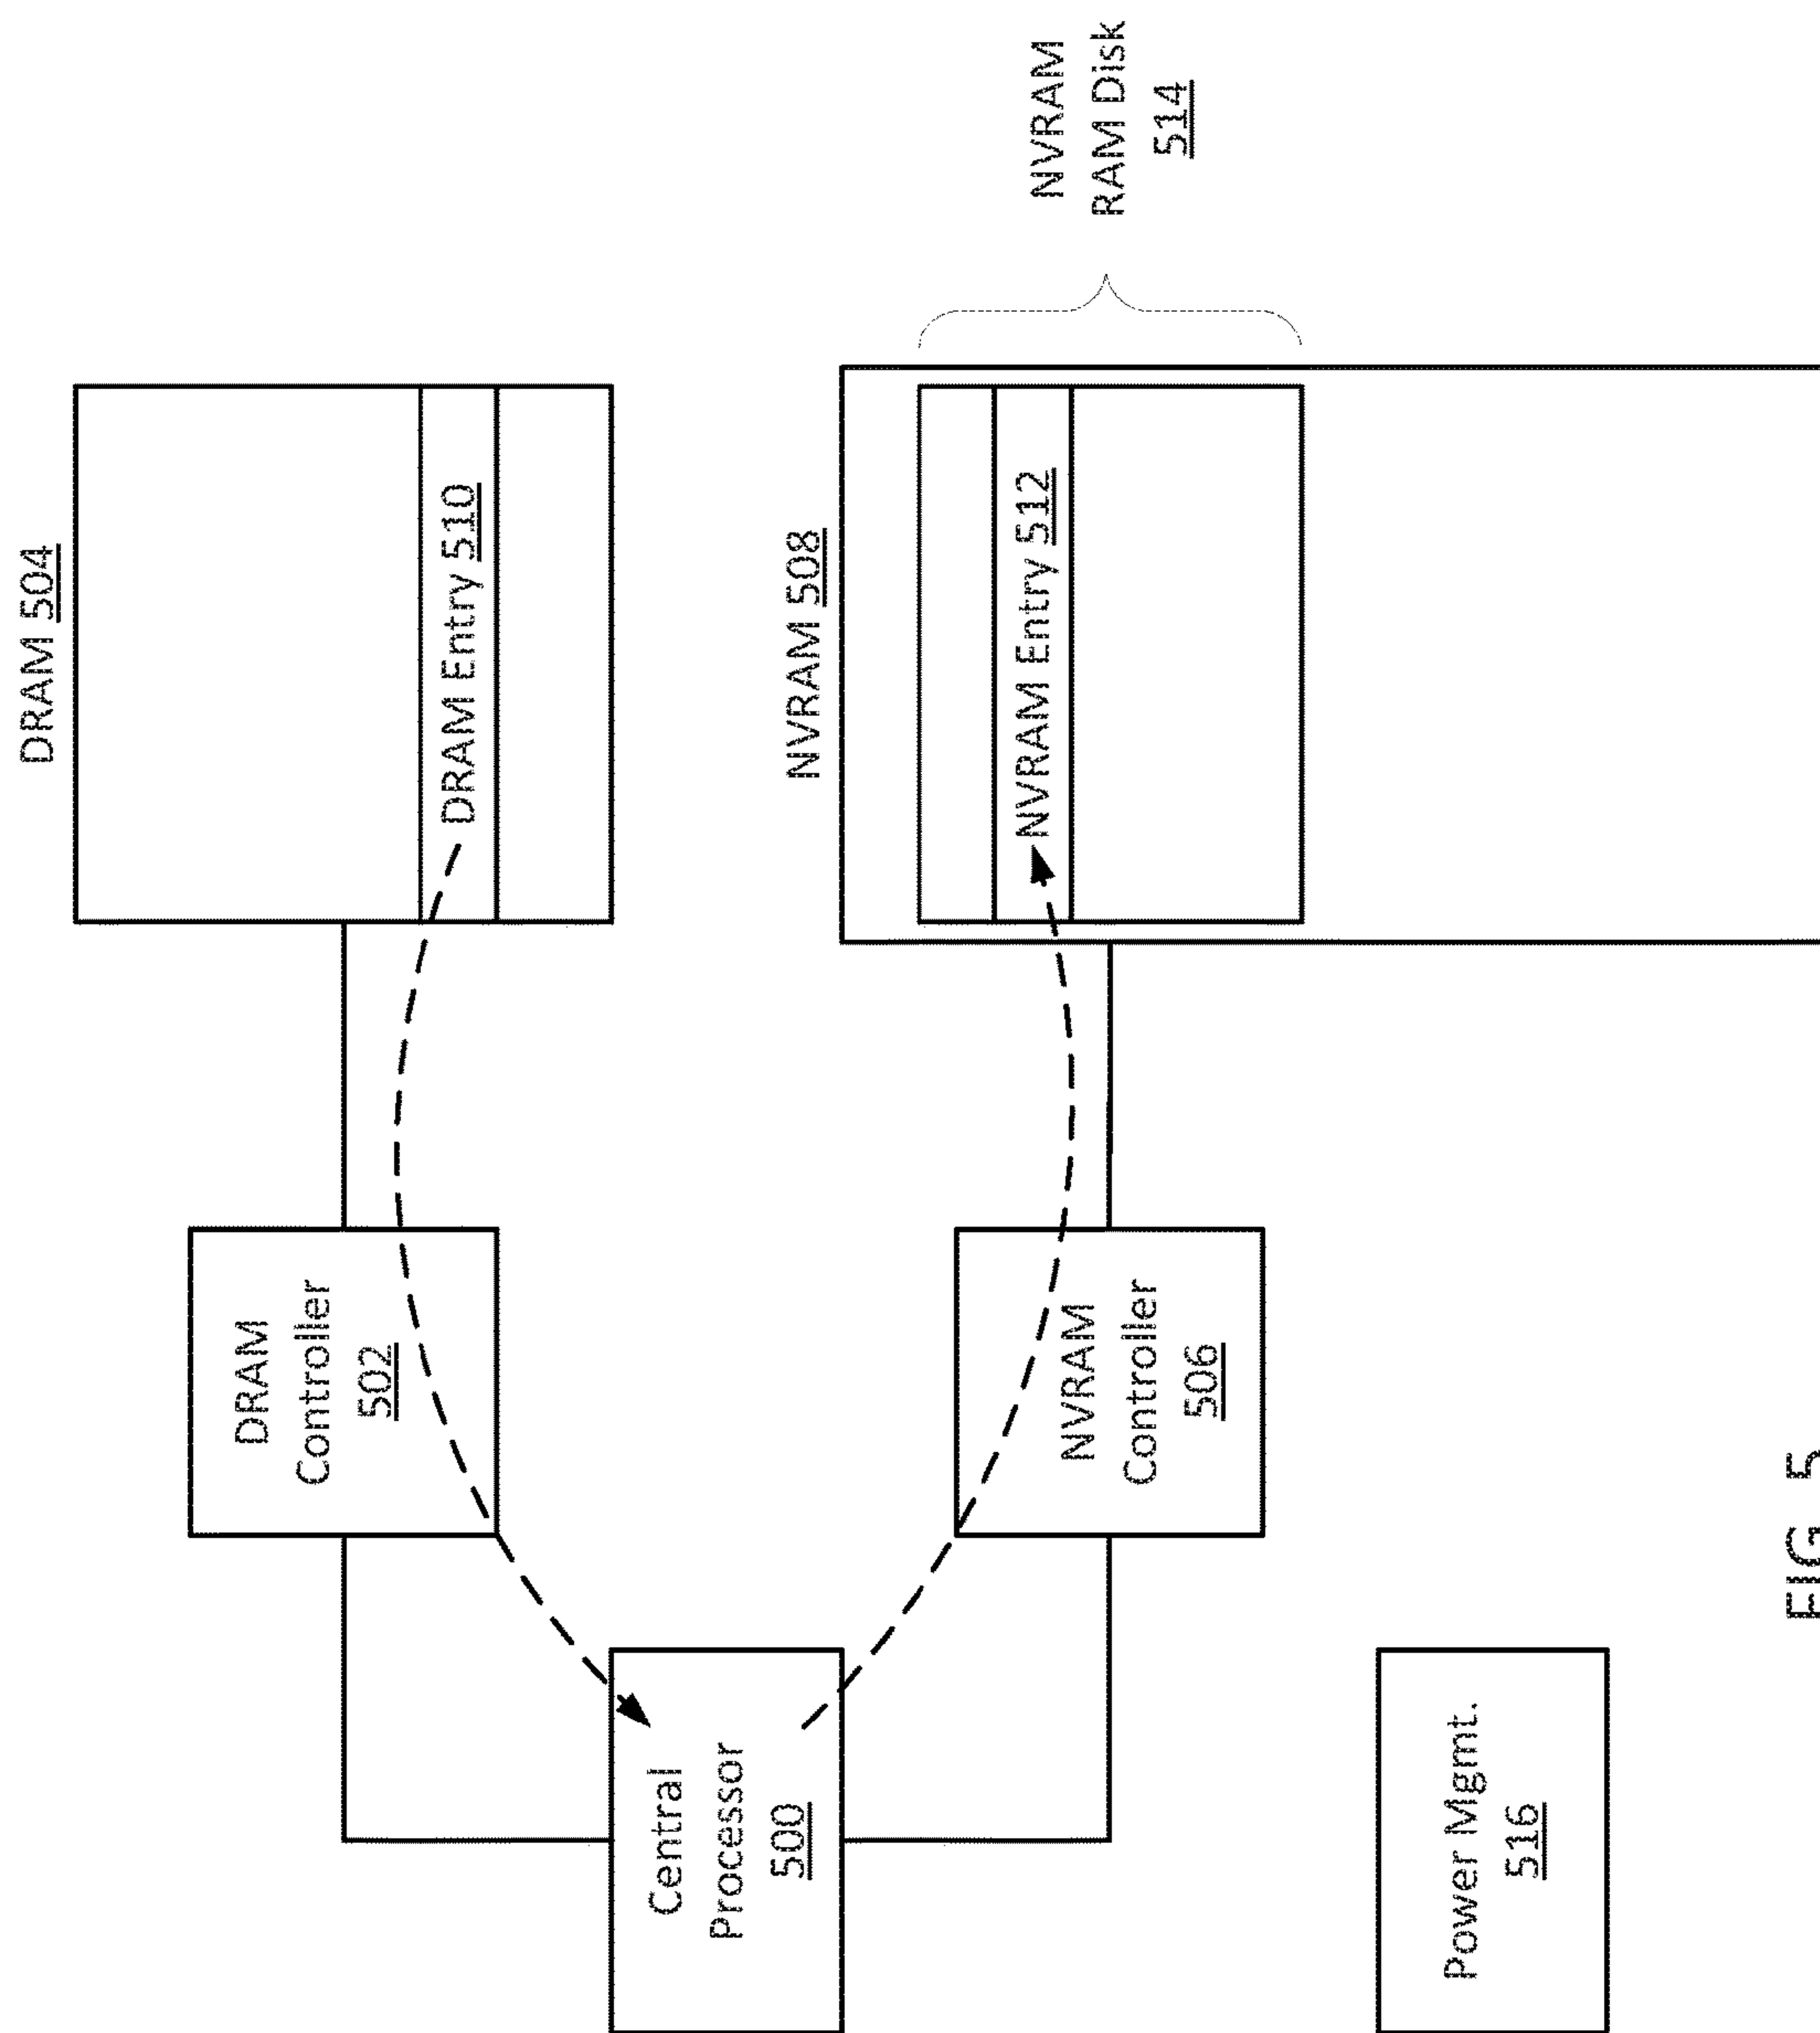 DRAM 504
DRAM Entry 510
DRAM
Controller
502
Central
Processor
500
NVRAM 508
NVRAM Entry 512
NVRAM
RAM Disk
514
NVRAM
Controller
506
Power Mgmt.
516
FIG. 5